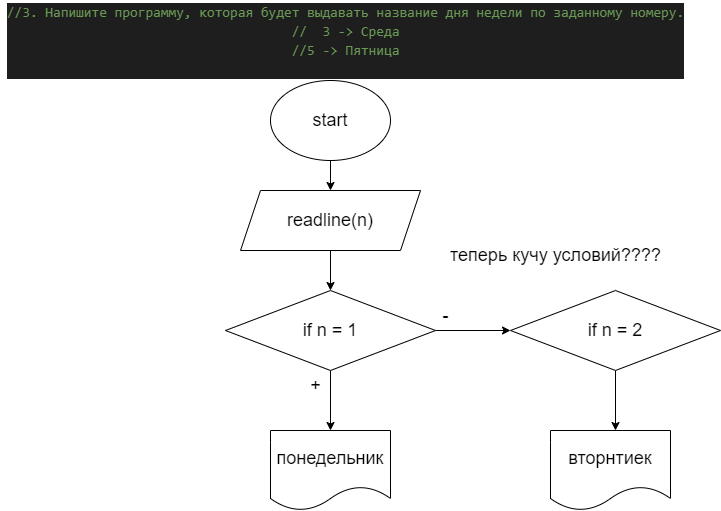 //3. Напишите программу, которая будет выдавать название дня недели по заданному номеру.
//  3 -> Среда
//5 -> Пятница
start
readline(n)
теперь кучу условий????
if n = 1
-
if n = 2
+
понедельник
вторнтиек